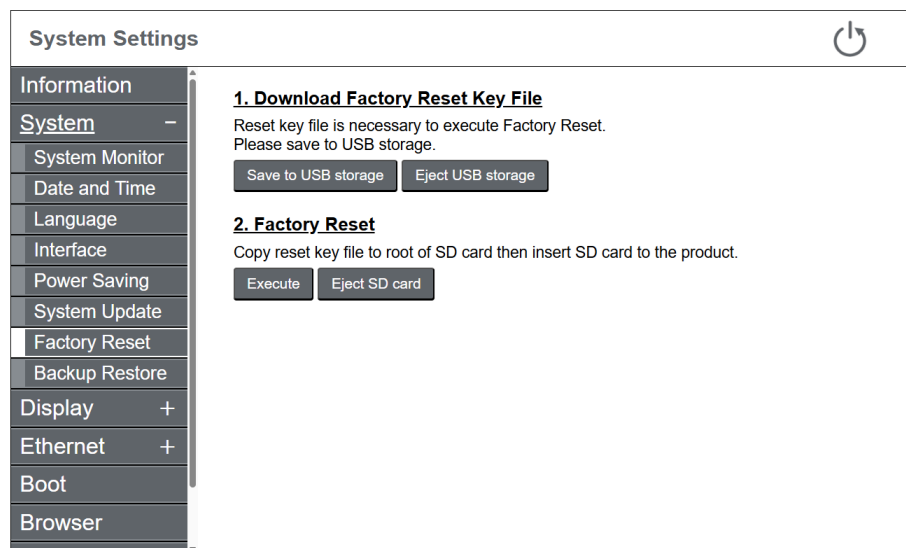 System Settings
Information
System −
System Monitor
Date and Time
Language
Interface
Power Saving
System Update
Factory Reset
Backup Restore
Display +
Ethernet +
Boot
Browser
1. Download Factory Reset Key File
Reset key file is necessary to execute Factory Reset.
Please save to USB storage.
Save to USB storage Eject USB storage
2. Factory Reset
Copy reset key file to root of SD card then insert SD card to the product.
Execute Eject SD card